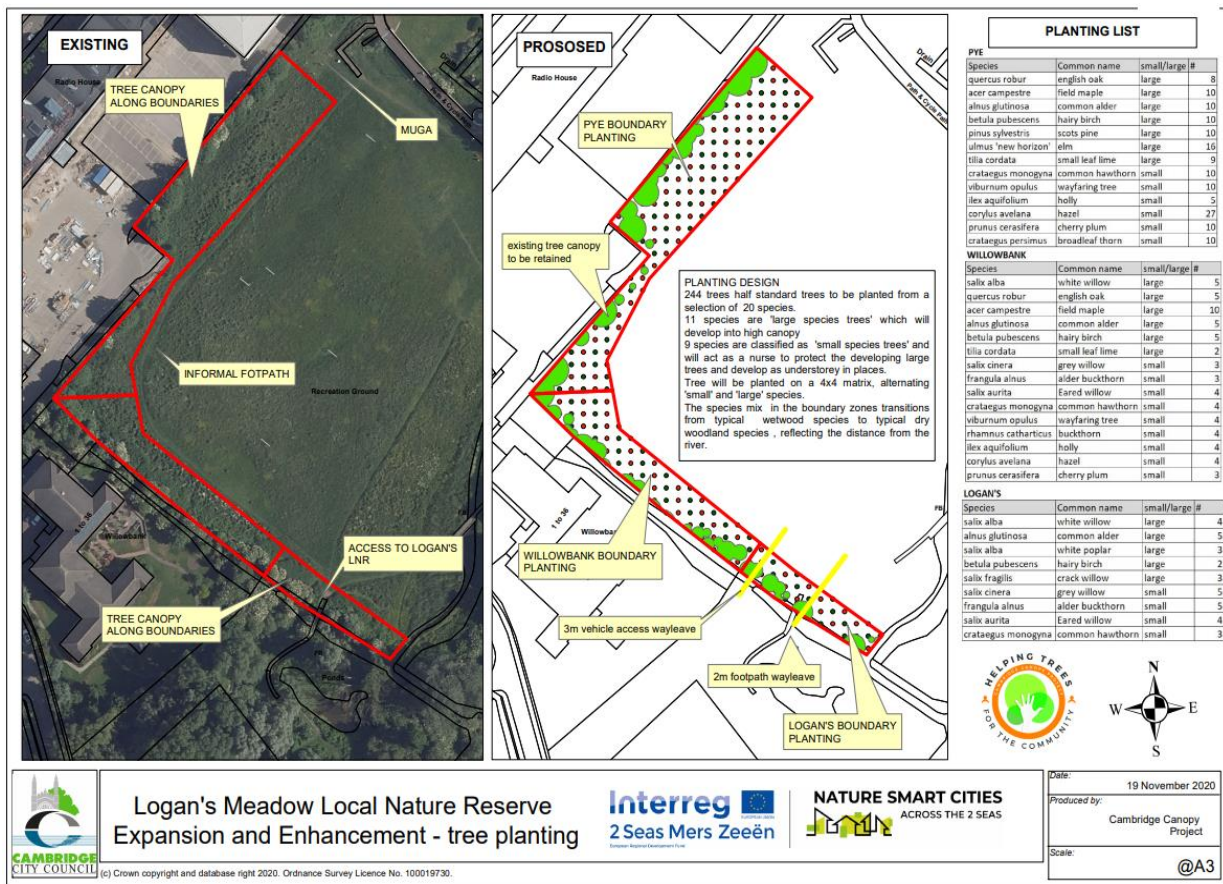 EXISTING
Radio House
TREE CANOPY
ALONG BOUNDARIES
MUGA
Drain
INFORMAL FOTPATH
Recreation Ground
1 to 36
Willowbank
ACCESS TO LOGAN'S
LNR
TREE CANOPY
ALONG BOUNDARIES
FB
Ponds
PROSOSED
Radio House
Drain
Path & Cycle Path
PYE BOUNDARY
PLANTING
existing tree canopy
to be retained
PLANTING DESIGN
244 trees half standard trees to be planted from a
selection of 20 species.
11 species are 'large species trees' which will
develop into high canopy
9 species are classified as 'small species trees' and
will act as a nurse to protect the developing large
trees and develop as understorey in places.
Tree will be planted on a 4x4 matrix, alternating
'small' and 'large' species.
The species mix in the boundary zones transitions
from typical wetwood species to typical dry
woodland species , reflecting the distance from the
river.
1 to 36
FB
WILLOWBANK BOUNDARY
PLANTING
3m vehicle access wayleave
2m footpath wayleave
LOGAN'S BOUNDARY
PLANTING
PLANTING LIST
PYE
Species Common name small/large #
quercus robur english oak large 8
acer campestre field maple large 10
alnus glutinosa common alder large 10
betula pubescens hairy birch large 10
pinus sylvestris scots pine large 10
ulmus 'new horizon' elm large 16
tilia cordata small leaf lime large 9
crataegus monogyna common hawthorn small 10
viburnum opulus wayfaring tree small 10
ilex aquifolium holly small 5
corylus avelana hazel small 27
prunus cerasifera cherry plum small 10
crataegus persimus broadleaf thorn small 10
WILLOWBANK
Species Common name small/large #
salix alba white willow large 5
quercus robur english oak large 5
acer campestre field maple large 10
alnus glutinosa common alder large 5
betula pubescens hairy birch large 5
tilia cordata small leaf lime large 2
salix cinera grey willow small 3
frangula alnus alder buckthorn small 3
salix aurita Eared willow small 4
crataegus monogyna common hawthorn small 4
viburnum opulus wayfaring tree small 4
rhamnus catharticus buckthorn small 4
ilex aquifolium holly small 4
corylus avelana hazel small 4
prunus cerasifera cherry plum small 3
LOGAN'S
Species Common name small/large #
salix alba white willow large 4
alnus glutinosa common alder large 5
salix alba white poplar large 3
betula pubescens hairy birch large 2
salix fragilis crack willow large 3
salix cinera grey willow small 5
frangula alnus alder buckthorn small 5
salix aurita Eared willow small 4
crataegus monogyna common hawthorn small 3
HELPING TREES
FOR THE COMMUNITY
N
W E
S
CAMBRIDGE
CITY COUNCIL
Logan's Meadow Local Nature Reserve
Expansion and Enhancement - tree planting
(c) Crown copyright and database right 2020. Ordnance Survey Licence No. 100019730.
Interreg
EUROPEAN UNION
2 Seas Mers Zeeën
European Regional Development Fund
NATURE SMART CITIES
ACROSS THE 2 SEAS
Date:
19 November 2020
Produced by:
Cambridge Canopy
Project
Scale:
@A3